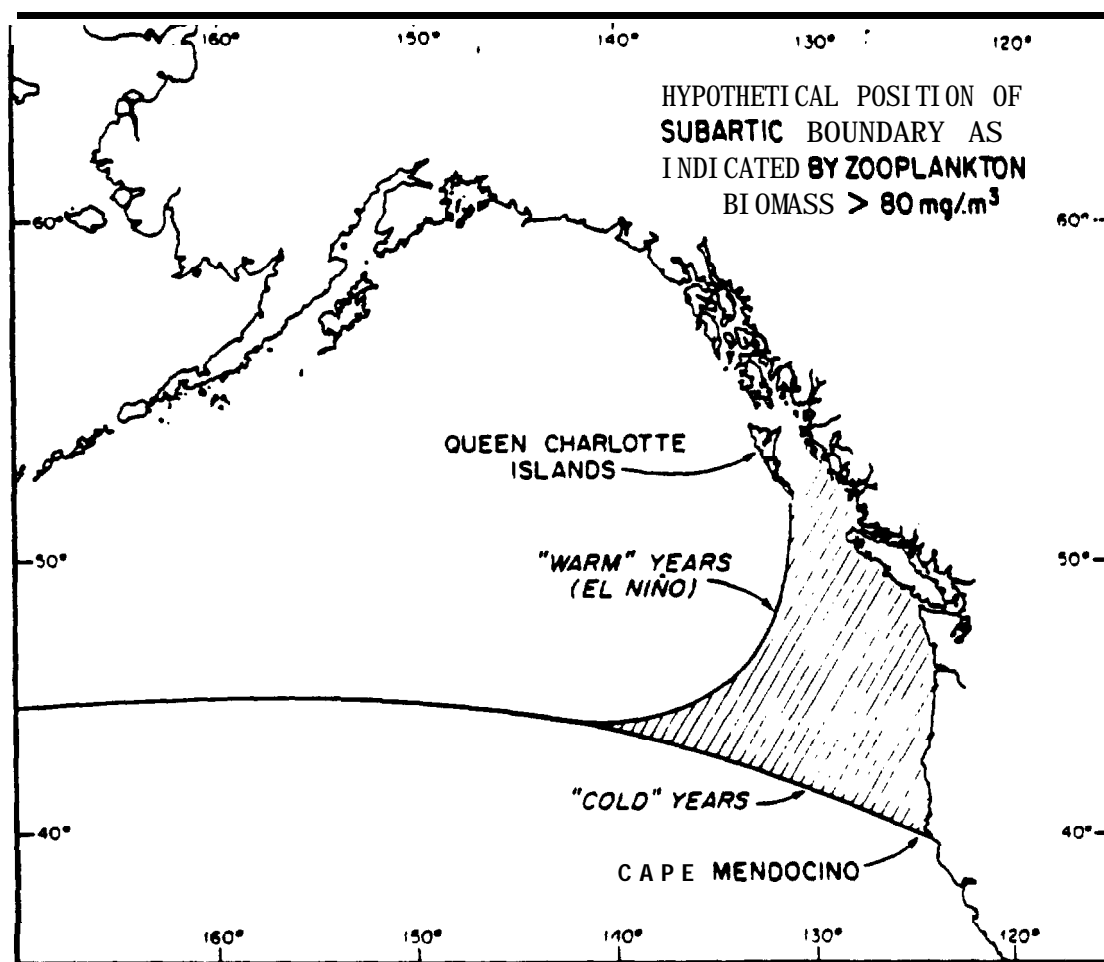 160° 150° 140° 130° 120°
HYPOTHETICAL POSITION OF
SUBARTIC BOUNDARY AS
INDICATED BY ZOOPLANKTON
BIOMASS > 80 mg/m³
60° 60°
QUEEN CHARLOTTE
ISLANDS
50° "WARM" YEARS 50°
(EL NIÑO)
"COLD" YEARS
40° 40°
CAPE MENDOCINO
160° 150° 140° 130° 120°